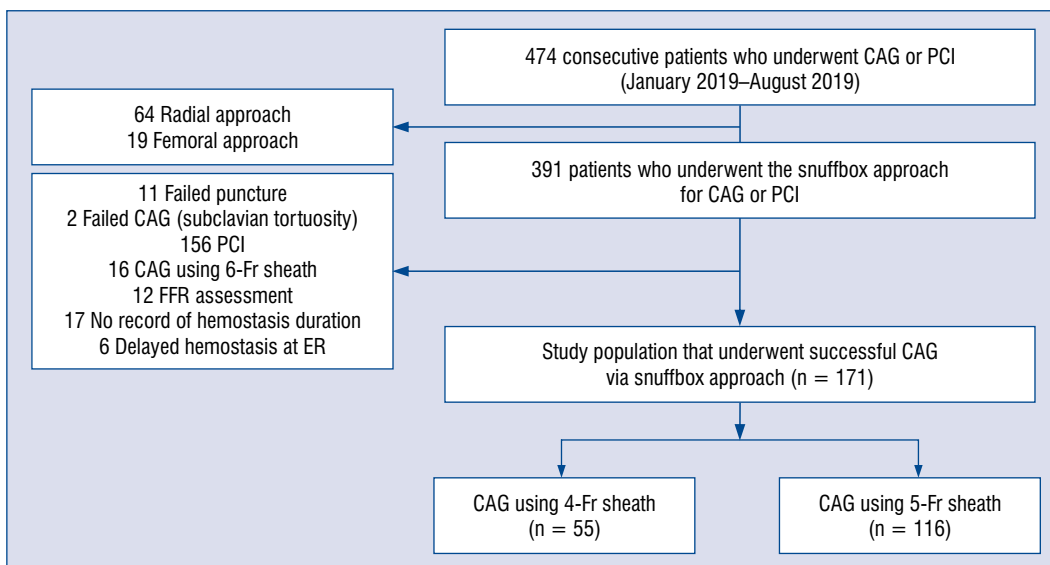 474 consecutive patients who underwent CAG or PCI
(January 2019–August 2019)
64 Radial approach
19 Femoral approach
391 patients who underwent the snuffbox approach
for CAG or PCI
11 Failed puncture
2 Failed CAG (subclavian tortuosity)
156 PCI
16 CAG using 6-Fr sheath
12 FFR assessment
17 No record of hemostasis duration
6 Delayed hemostasis at ER
Study population that underwent successful CAG
via snuffbox approach (n = 171)
CAG using 4-Fr sheath
(n = 55)
CAG using 5-Fr sheath
(n = 116)